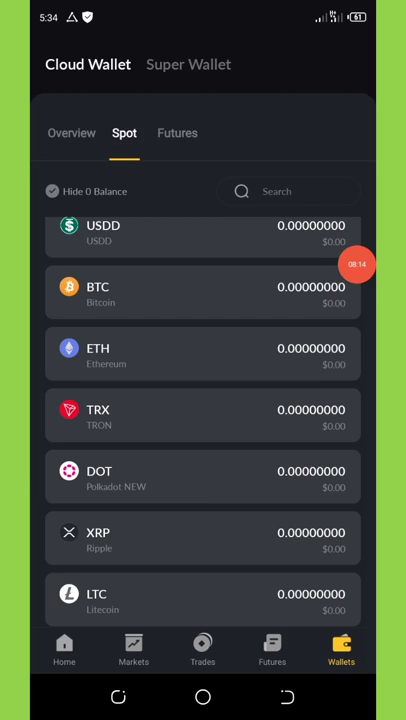 5:34
61
Cloud Wallet Super Wallet
Overview Spot Futures
Hide 0 Balance Search
USDD 0.00000000
USDD $0.00
08:14
BTC 0.00000000
Bitcoin $0.00
ETH 0.00000000
Ethereum $0.00
TRX 0.00000000
TRON $0.00
DOT 0.00000000
Polkadot NEW $0.00
XRP 0.00000000
Ripple $0.00
LTC 0.00000000
Litecoin $0.00
Home Markets Trades Futures Wallets